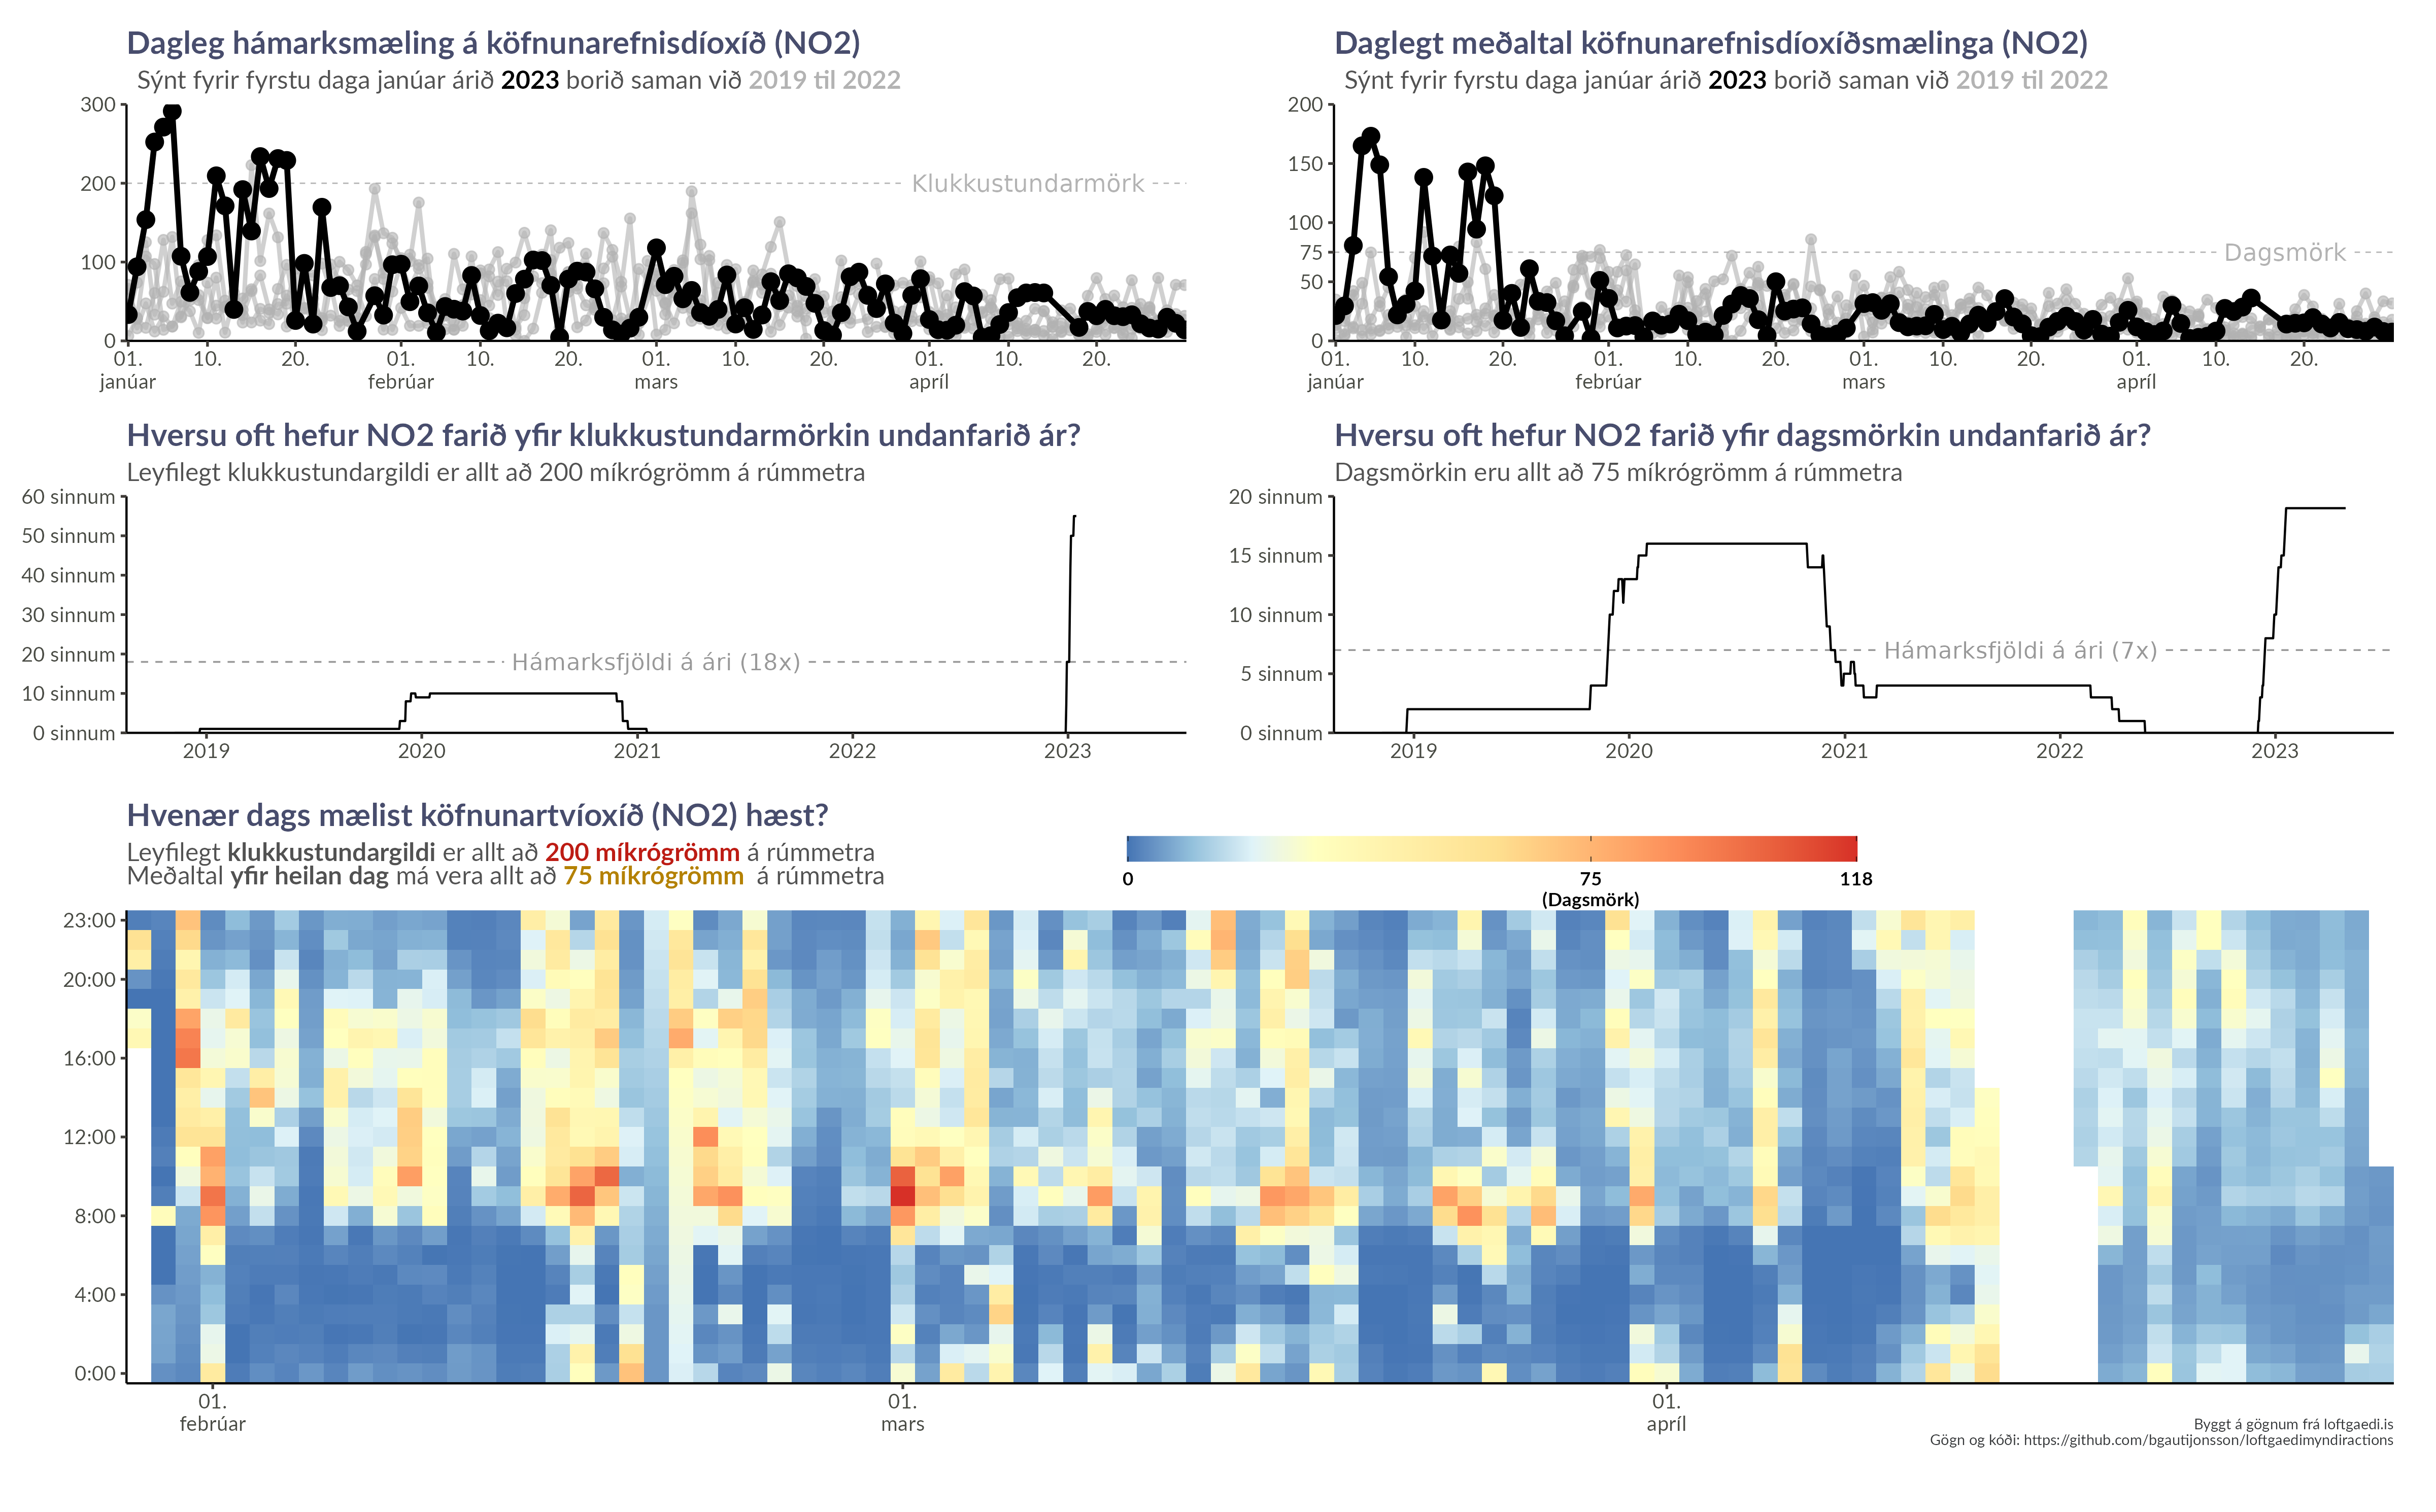 Dagleg hámarksmæling á köfnunarefnisdíoxíð (NO2)
Sýnt fyrir fyrstu daga janúar árið 2023 borið saman við 2019 til 2022
300
200
100
0
Klukkustundarmörk
01. 10. 20. 01. 10. 20. 01. 10. 20. 01. 10. 20.
janúar febrúar mars apríl
Daglegt meðaltal köfnunarefnisdíoxíðsmælinga (NO2)
Sýnt fyrir fyrstu daga janúar árið 2023 borið saman við 2019 til 2022
200
150
100
75
50
0
Dagsmörk
01. 10. 20. 01. 10. 20. 01. 10. 20. 01. 10. 20.
janúar febrúar mars apríl
Hversu oft hefur NO2 farið yfir klukkustundarmörkin undanfarið ár?
Leyfilegt klukkustundargildi er allt að 200 míkrógrömm á rúmmetra
60 sinnum
50 sinnum
40 sinnum
30 sinnum
20 sinnum
10 sinnum
0 sinnum
Hámarksfjöldi á ári (18x)
2019 2020 2021 2022 2023
Hversu oft hefur NO2 farið yfir dagsmörkin undanfarið ár?
Dagsmörkin eru allt að 75 míkrógrömm á rúmmetra
20 sinnum
15 sinnum
10 sinnum
5 sinnum
0 sinnum
Hámarksfjöldi á ári (7x)
2019 2020 2021 2022 2023
Hvenær dags mælist köfnunartvíoxíð (NO2) hæst?
Leyfilegt klukkustundargildi er allt að 200 míkrógrömm á rúmmetra
Meðaltal yfir heilan dag má vera allt að 75 míkrógrömm á rúmmetra
0 75 118
(Dagsmörk)
23:00
20:00
16:00
12:00
8:00
4:00
0:00
01. 01. 01.
febrúar mars apríl
Byggt á gögnum frá loftgaedi.is
Gögn og kóði: https://github.com/bgautijonsson/loftgaedimyndiractions